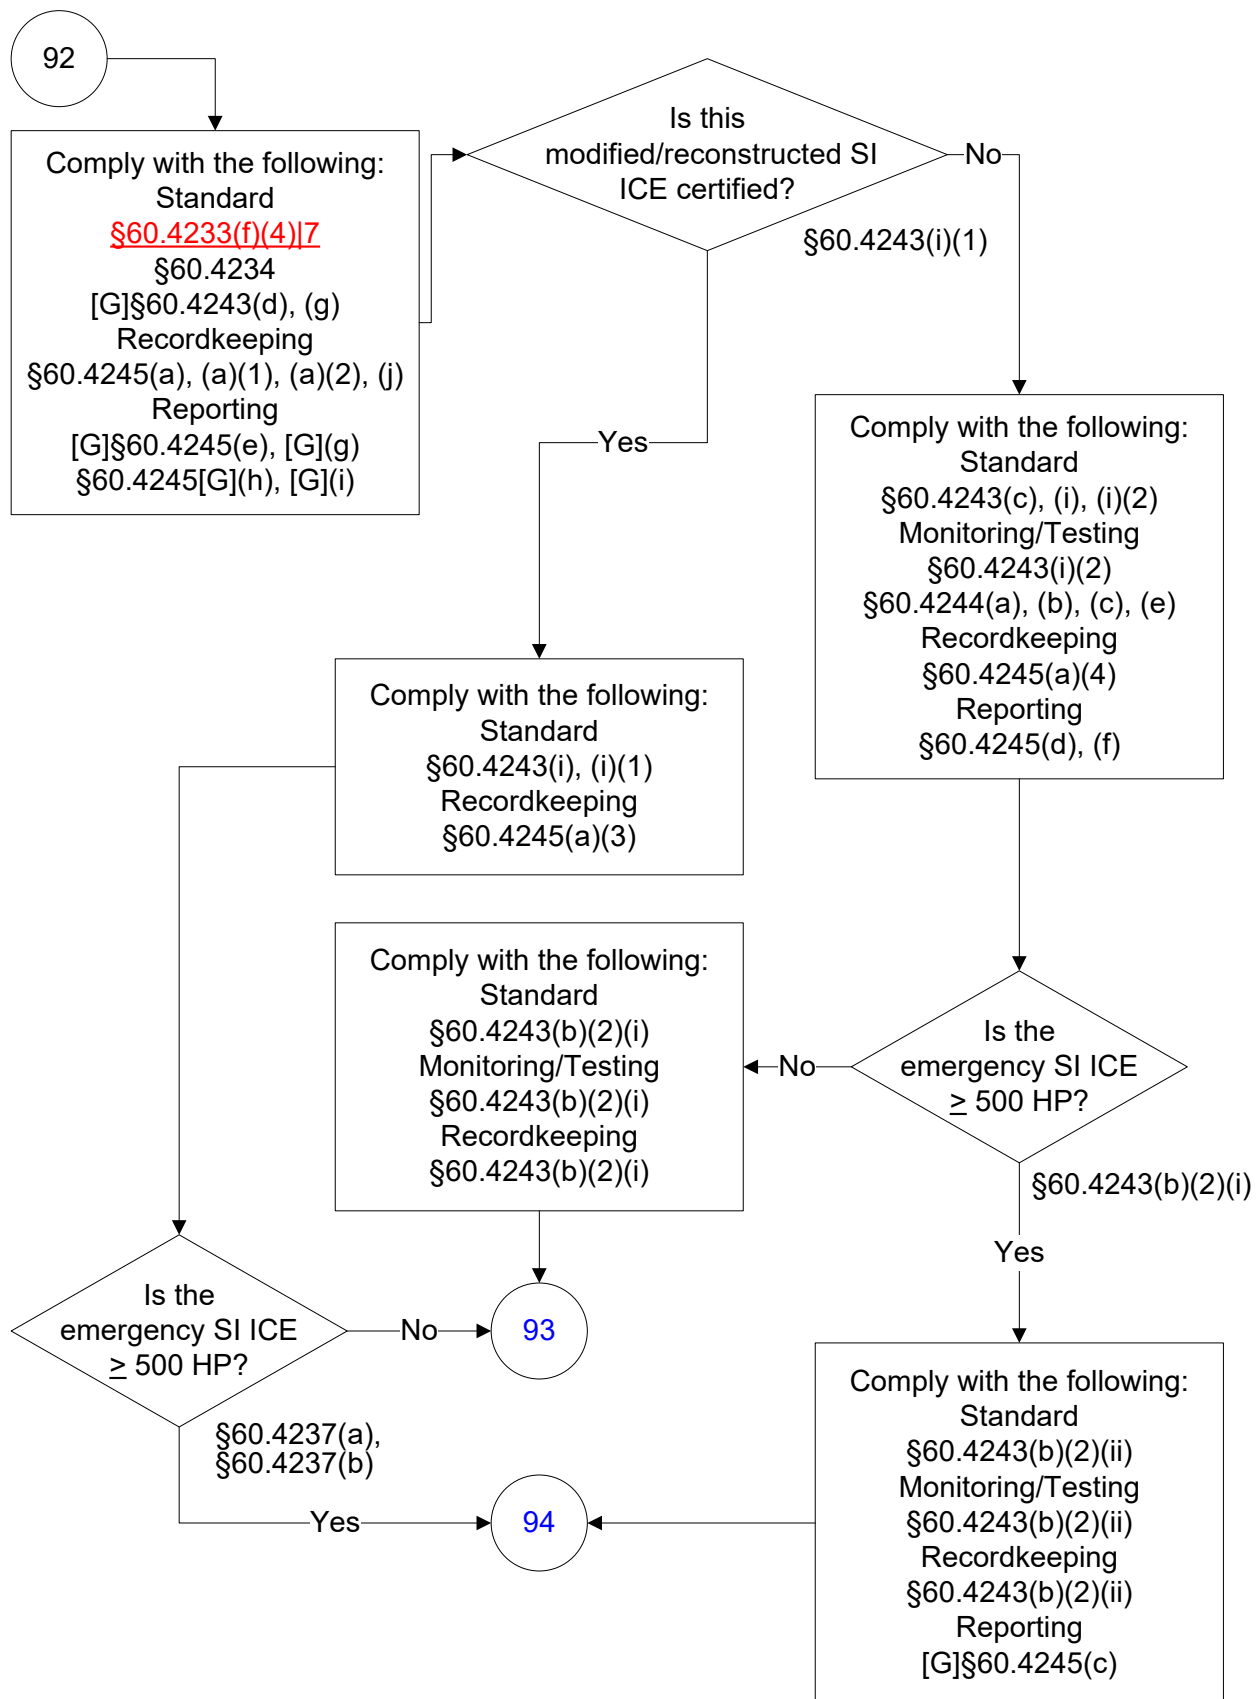 92
Comply with the following:
Standard
§60.4233(f)(4)|7
§60.4234
[G]§60.4243(d), (g)
Recordkeeping
§60.4245(a), (a)(1), (a)(2), (j)
Reporting
[G]§60.4245(e), [G](g)
§60.4245[G](h), [G](i)
Is this
modified/reconstructed SI
ICE certified?
No
§60.4243(i)(1)
Yes
Comply with the following:
Standard
§60.4243(c), (i), (i)(2)
Monitoring/Testing
§60.4243(i)(2)
§60.4244(a), (b), (c), (e)
Recordkeeping
§60.4245(a)(4)
Reporting
§60.4245(d), (f)
Comply with the following:
Standard
§60.4243(i), (i)(1)
Recordkeeping
§60.4245(a)(3)
Comply with the following:
Standard
§60.4243(b)(2)(i)
Monitoring/Testing
§60.4243(b)(2)(i)
Recordkeeping
§60.4243(b)(2)(i)
No
Is the
emergency SI ICE
≥ 500 HP?
§60.4243(b)(2)(i)
Yes
Is the
emergency SI ICE
≥ 500 HP?
No
93
§60.4237(a),
§60.4237(b)
Yes
94
Comply with the following:
Standard
§60.4243(b)(2)(ii)
Monitoring/Testing
§60.4243(b)(2)(ii)
Recordkeeping
§60.4243(b)(2)(ii)
Reporting
[G]§60.4245(c)